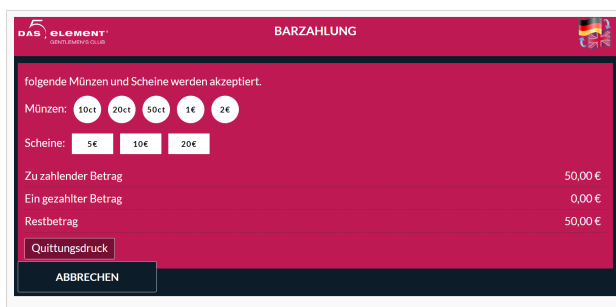 DAS 5. ELEMENT
GENTLEMEN'S CLUB
BARZAHLUNG
folgende Münzen und Scheine werden akzeptiert.
Münzen: 10ct 20ct 50ct 1€ 2€
Scheine: 5€ 10€ 20€
Zu zahlender Betrag 50,00 €
Ein gezahlter Betrag 0,00 €
Restbetrag 50,00 €
Quittungsdruck
ABBRECHEN